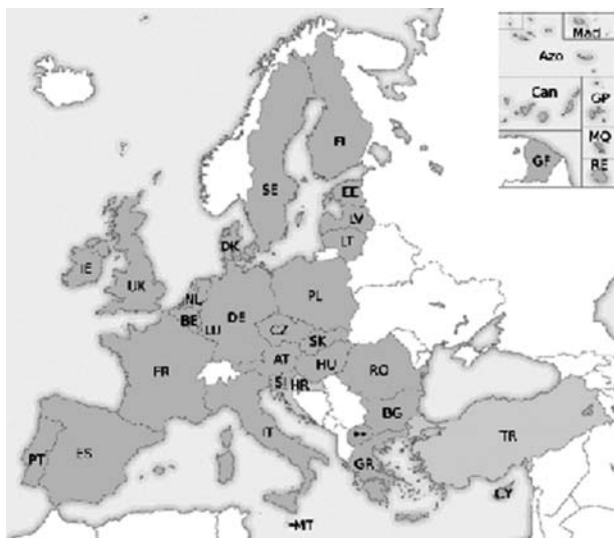 Mad
Azo
Can
GP
MQ
GF
RE
FI
SE
EE
LV
LT
DK
IE
UK
NL
BE
LU
DE
PL
CZ
SK
AT
HU
FR
SI
HR
RO
BG
IT
PT
ES
GR
TR
CY
MT